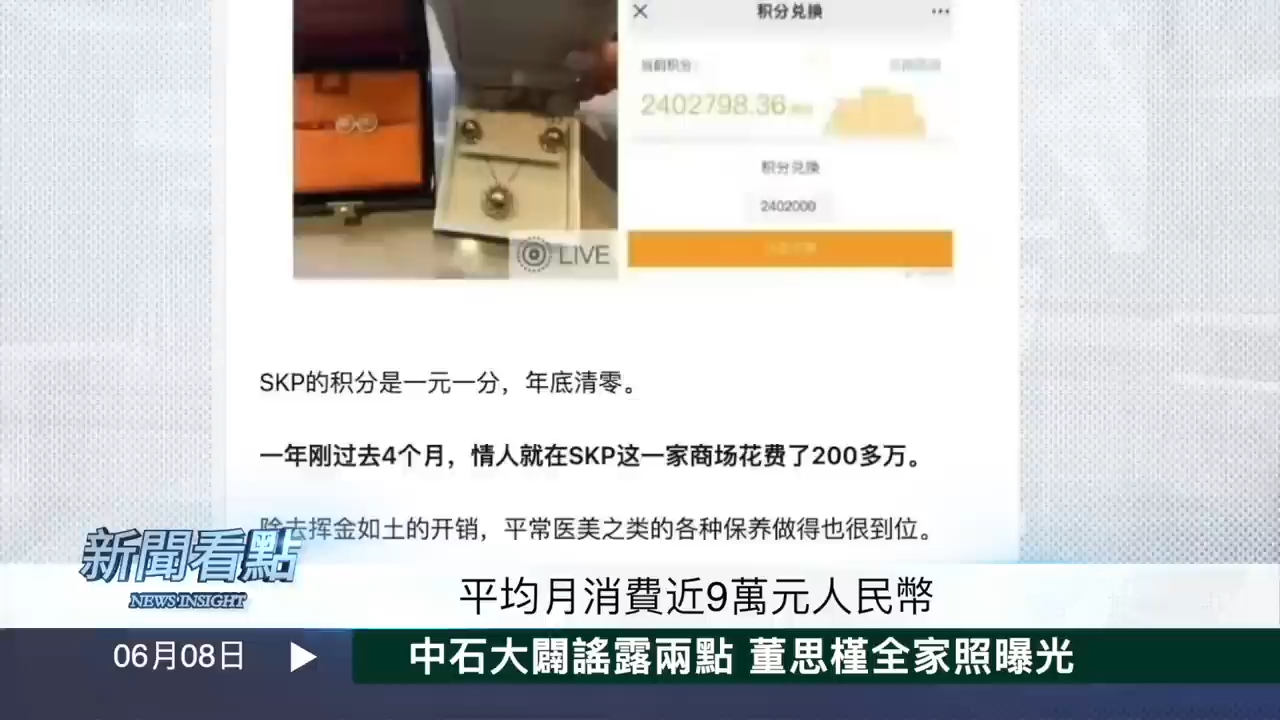 积分兑换
当前积分:
2402798.36
积分兑换
2402000
LIVE
SKP的积分是一元一分，年底清零。
一年刚过去4个月，情人就在SKP这一家商场花费了200多万。
除去挥金如土的开销，平常医美之类的各种保养做得也很到位。
新聞看點
NEWS INSIGHT
平均月消費近9萬元人民幣
06月08日
中石大闢謠露兩點 董思槿全家照曝光